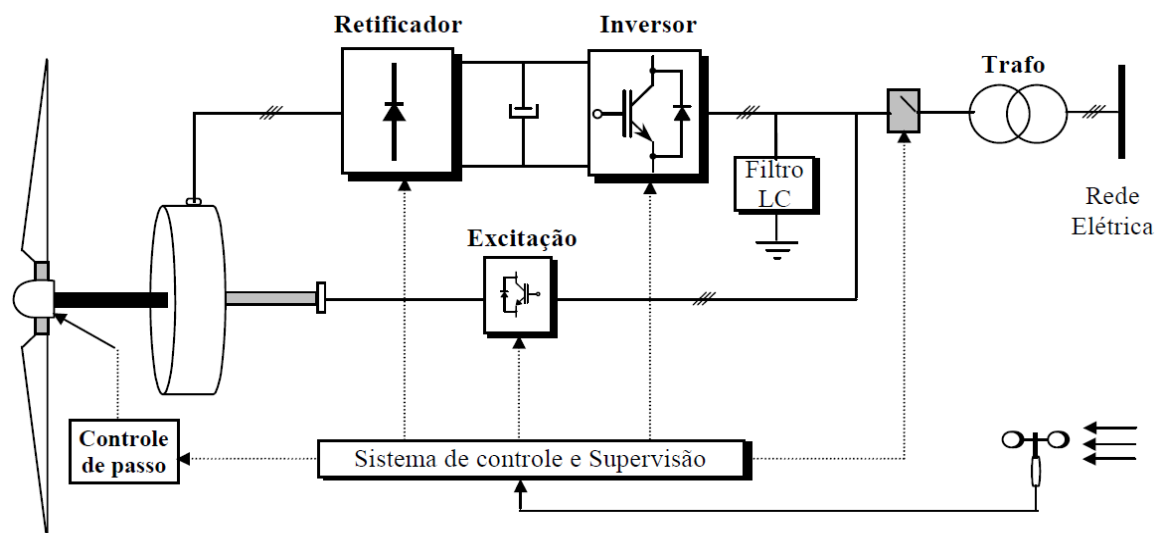 Retificador
Inversor
Trafo
Filtro
LC
Rede
Elétrica
Excitação
Controle
de passo
Sistema de controle e Supervisão